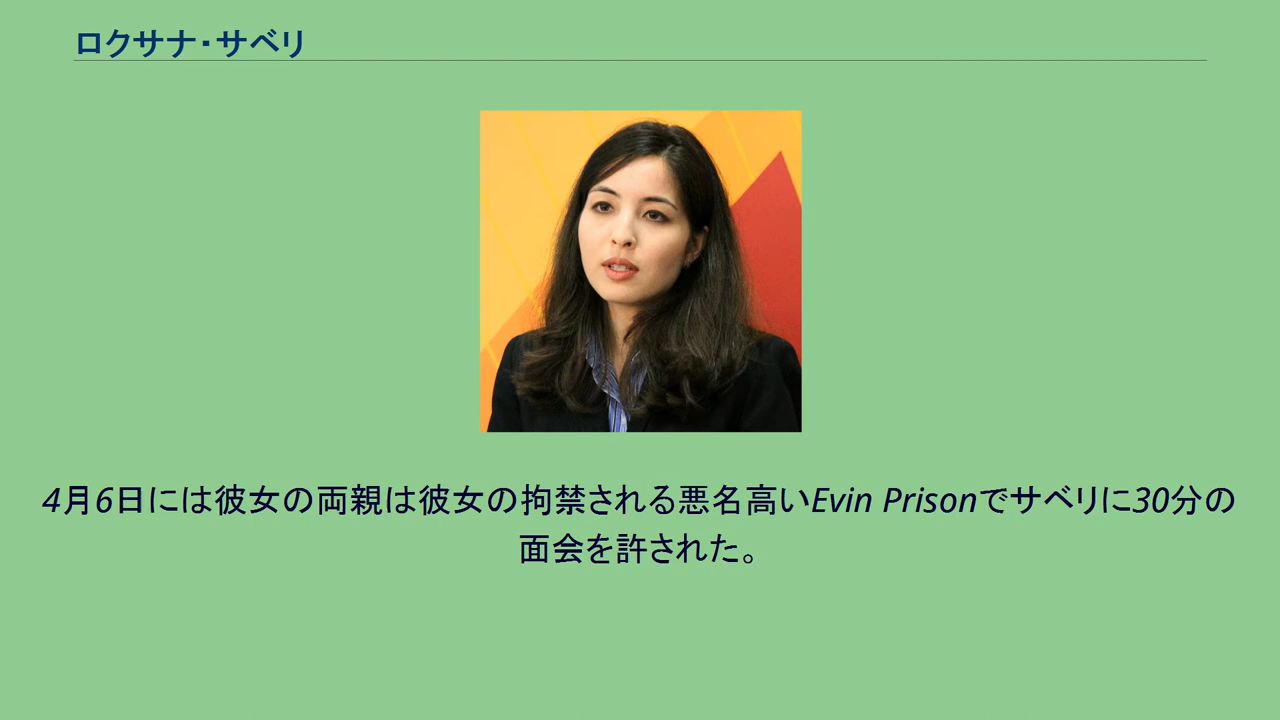 ロクサナ・サベリ
4月6日には彼女の両親は彼女の拘禁される悪名高いEvin Prisonでサベリに30分の
面会を許された。